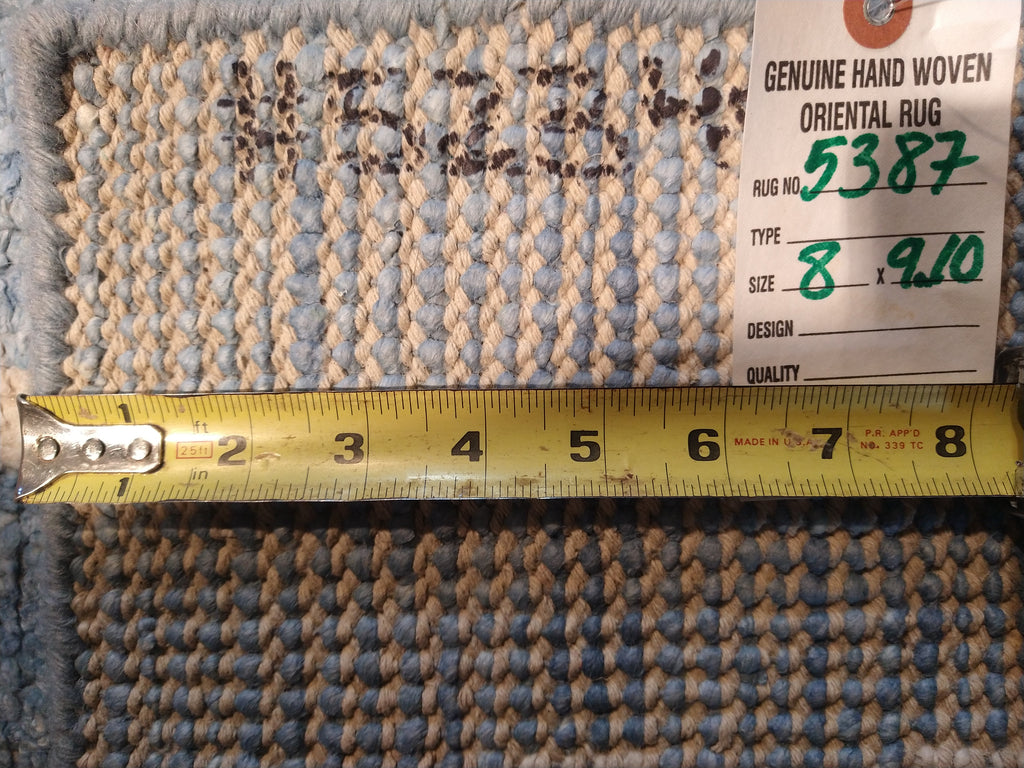 GENUINE HAND WOVEN
ORIENTAL RUG
RUG NO. 5387
TYPE
SIZE 8 x 9.10
DESIGN
QUALITY
1 ft 2 3 4 5 6 MADE IN U.S.A. 7 P.R. APP'D 8
25ft NO. 339 TC
1 in